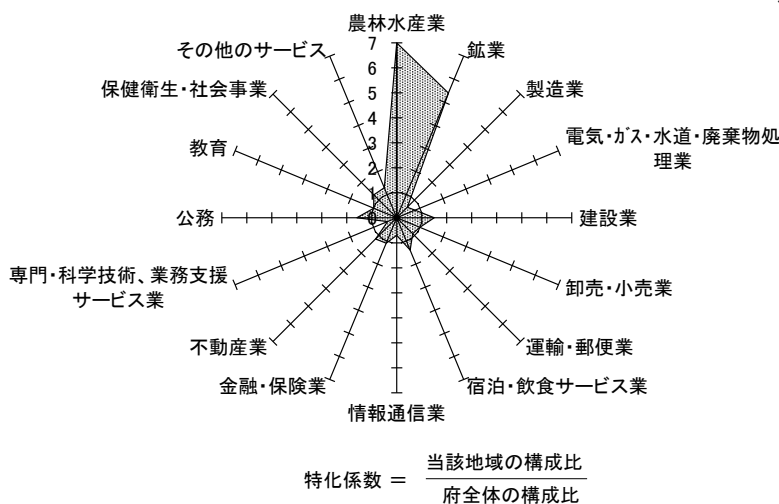 農林水産業
その他のサービス
鉱業
保健衛生・社会事業
製造業
教育
電気・ガス・水道・廃棄物処
理業
公務
建設業
専門・科学技術、業務支援
サービス業
卸売・小売業
不動産業
運輸・郵便業
金融・保険業
宿泊・飲食サービス業
情報通信業
7
6
5
4
3
2
1
0
特化係数 = 当該地域の構成比
府全体の構成比